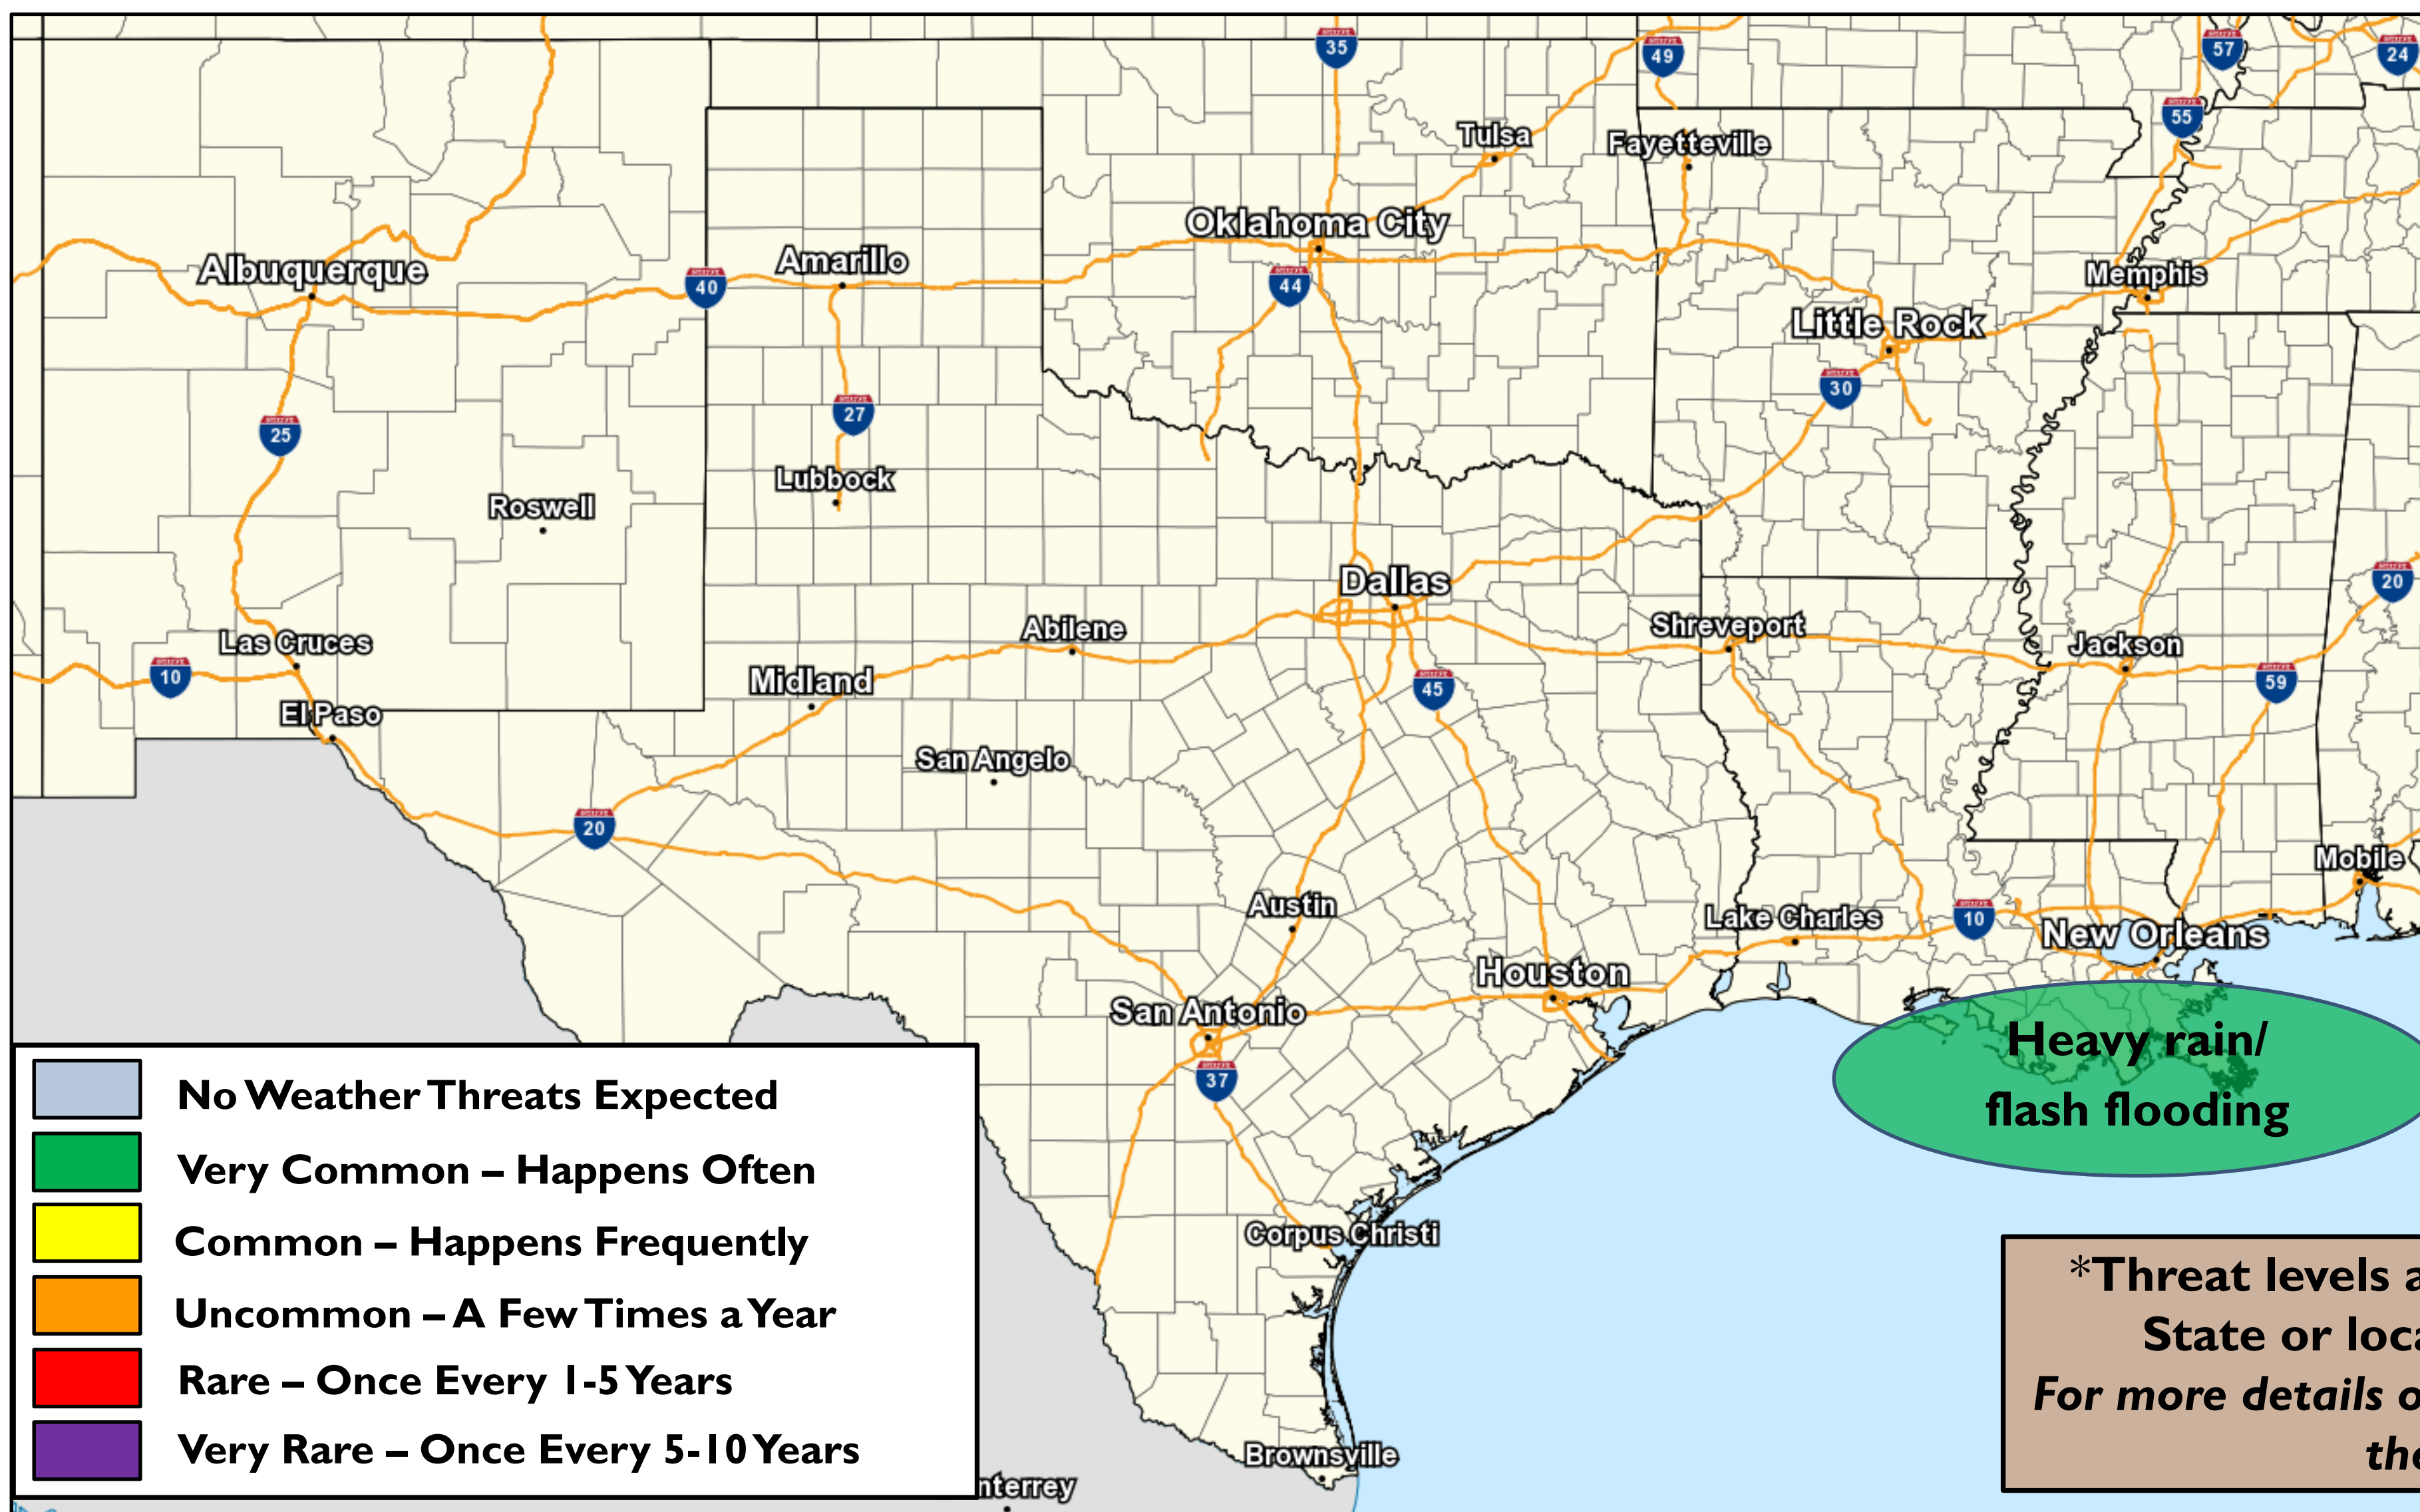 35
49
57
24
55
Tulsa
Fayetteville
Oklahoma City
Albuquerque
Amarillo
40
44
Memphis
Little Rock
30
25
27
Lubbock
Roswell
Dallas
20
Las Cruces
Abilene
Shreveport
Jackson
10
Midland
45
59
El Paso
San Angelo
20
Mobile
Austin
Lake Charles
10
New Orleans
Houston
San Antonio
37
Heavy rain/
flash flooding
Corpus Christi
Brownsville
nterrey
No Weather Threats Expected
Very Common – Happens Often
Common – Happens Frequently
Uncommon – A Few Times a Year
Rare – Once Every 1-5 Years
Very Rare – Once Every 5-10 Years
*Threat levels a
State or loca
For more details o
the